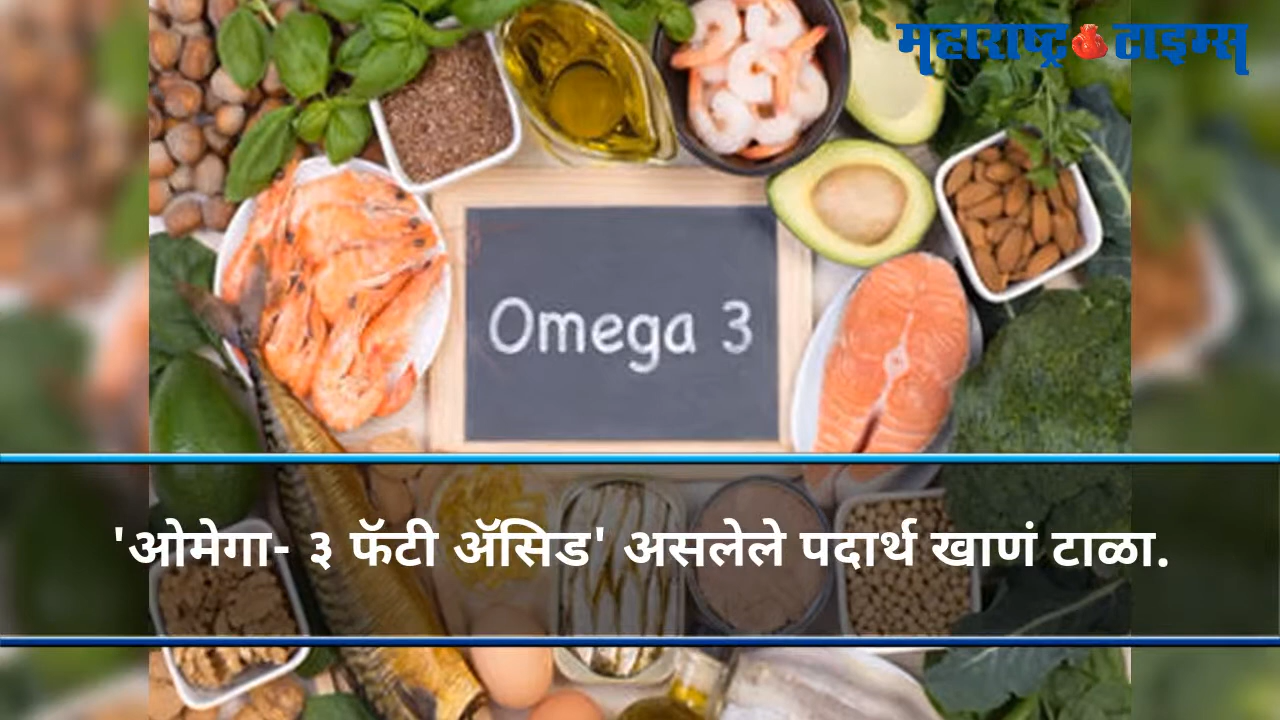 महाराष्ट्र टाइम्स
Omega 3
'ओमेगा- ३ फॅटी ॲसिड' असलेले पदार्थ खाणं टाळा.